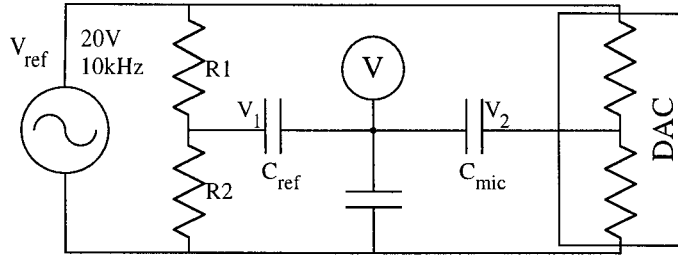 V_ref
20V
10kHz
R1
R2
V_1
C_ref
V
V_2
C_mic
DAC